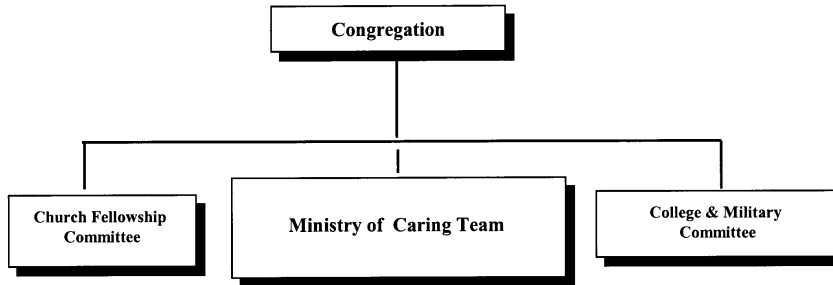 Congregation
Church Fellowship
Committee
Ministry of Caring Team
College & Military
Committee